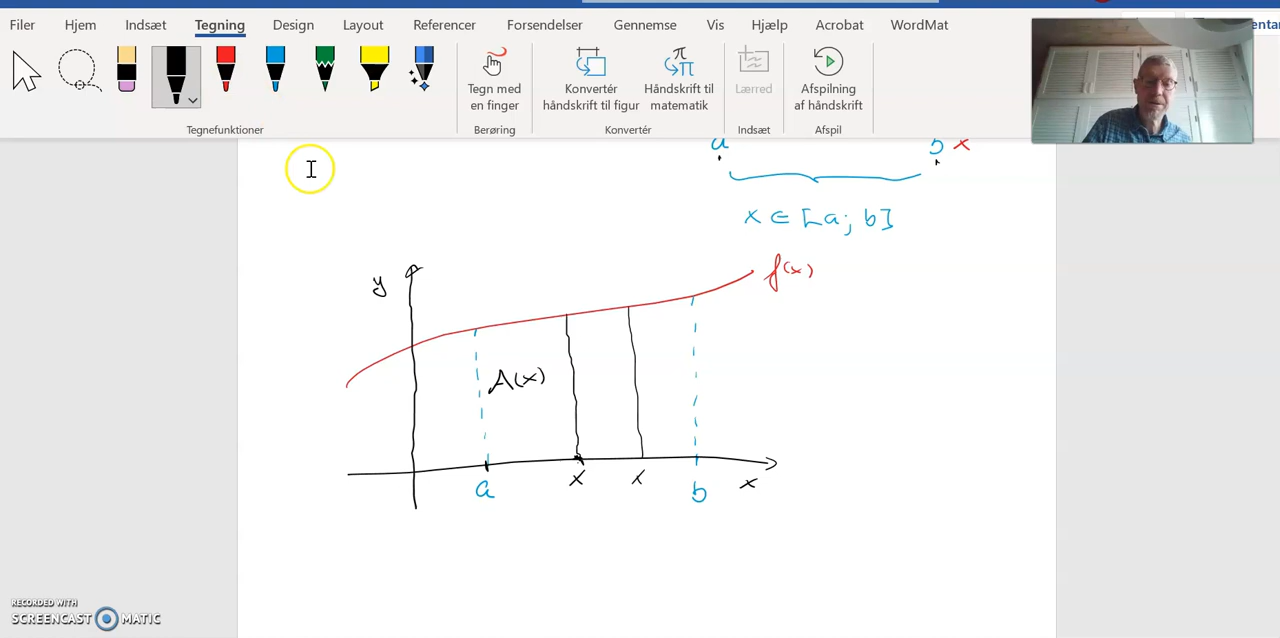 Filer Hjem Indsæt Tegning Design Layout Referencer Forsendelser Gennemse Vis Hjælp Acrobat WordMat
Tegn med
en finger
Konvertér
håndskrift til figur
Håndskrift til
matematik
Lærred
Afspilning
af håndskrift
Tegnefunktioner Berøring Konvertér Indsæt Afspil
a b x
x ∈ [a; b]
y f(x)
A(x)
a x x b x
RECORDED WITH
SCREENCAST MATIC